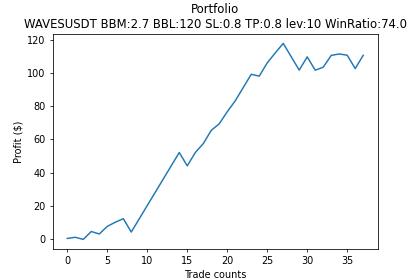 Portfolio
WAVESUSDT BBM:2.7 BBL:120 SL:0.8 TP:0.8 lev:10 WinRatio:74.0
120
100
80
60
40
20
0
Profit ($)
0 5 10 15 20 25 30 35
Trade counts